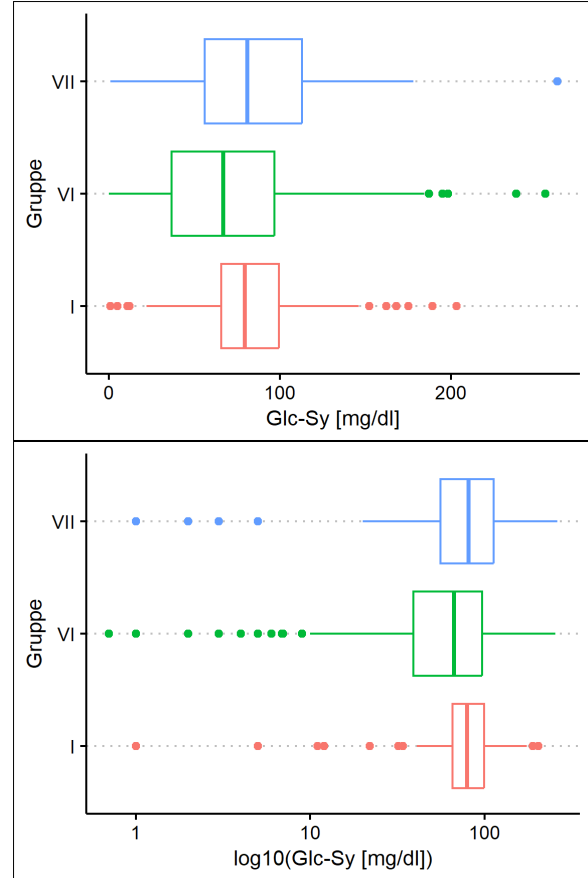 VII
VI
I
Gruppe
0 100 200
Glc-Sy [mg/dl]
VII
VI
I
Gruppe
1 10 100
log10(Glc-Sy [mg/dl])